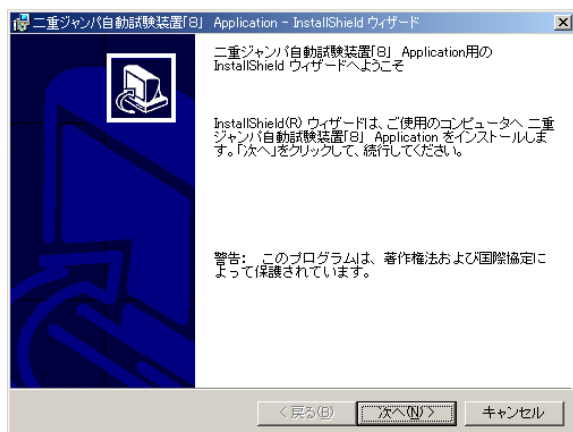 二重ジャンパ自動試験装置「8」 Application - InstallShield ウィザード
二重ジャンパ自動試験装置「8」 Application用の
InstallShield ウィザードへようこそ
InstallShield(R) ウィザードは、ご使用のコンピュータへ 二重
ジャンパ自動試験装置「8」 Application をインストールしま
す。「次へ」をクリックして、続行してください。
警告: このプログラムは、著作権法および国際協定に
よって保護されています。
< 戻る(B) 次へ(N) > キャンセル